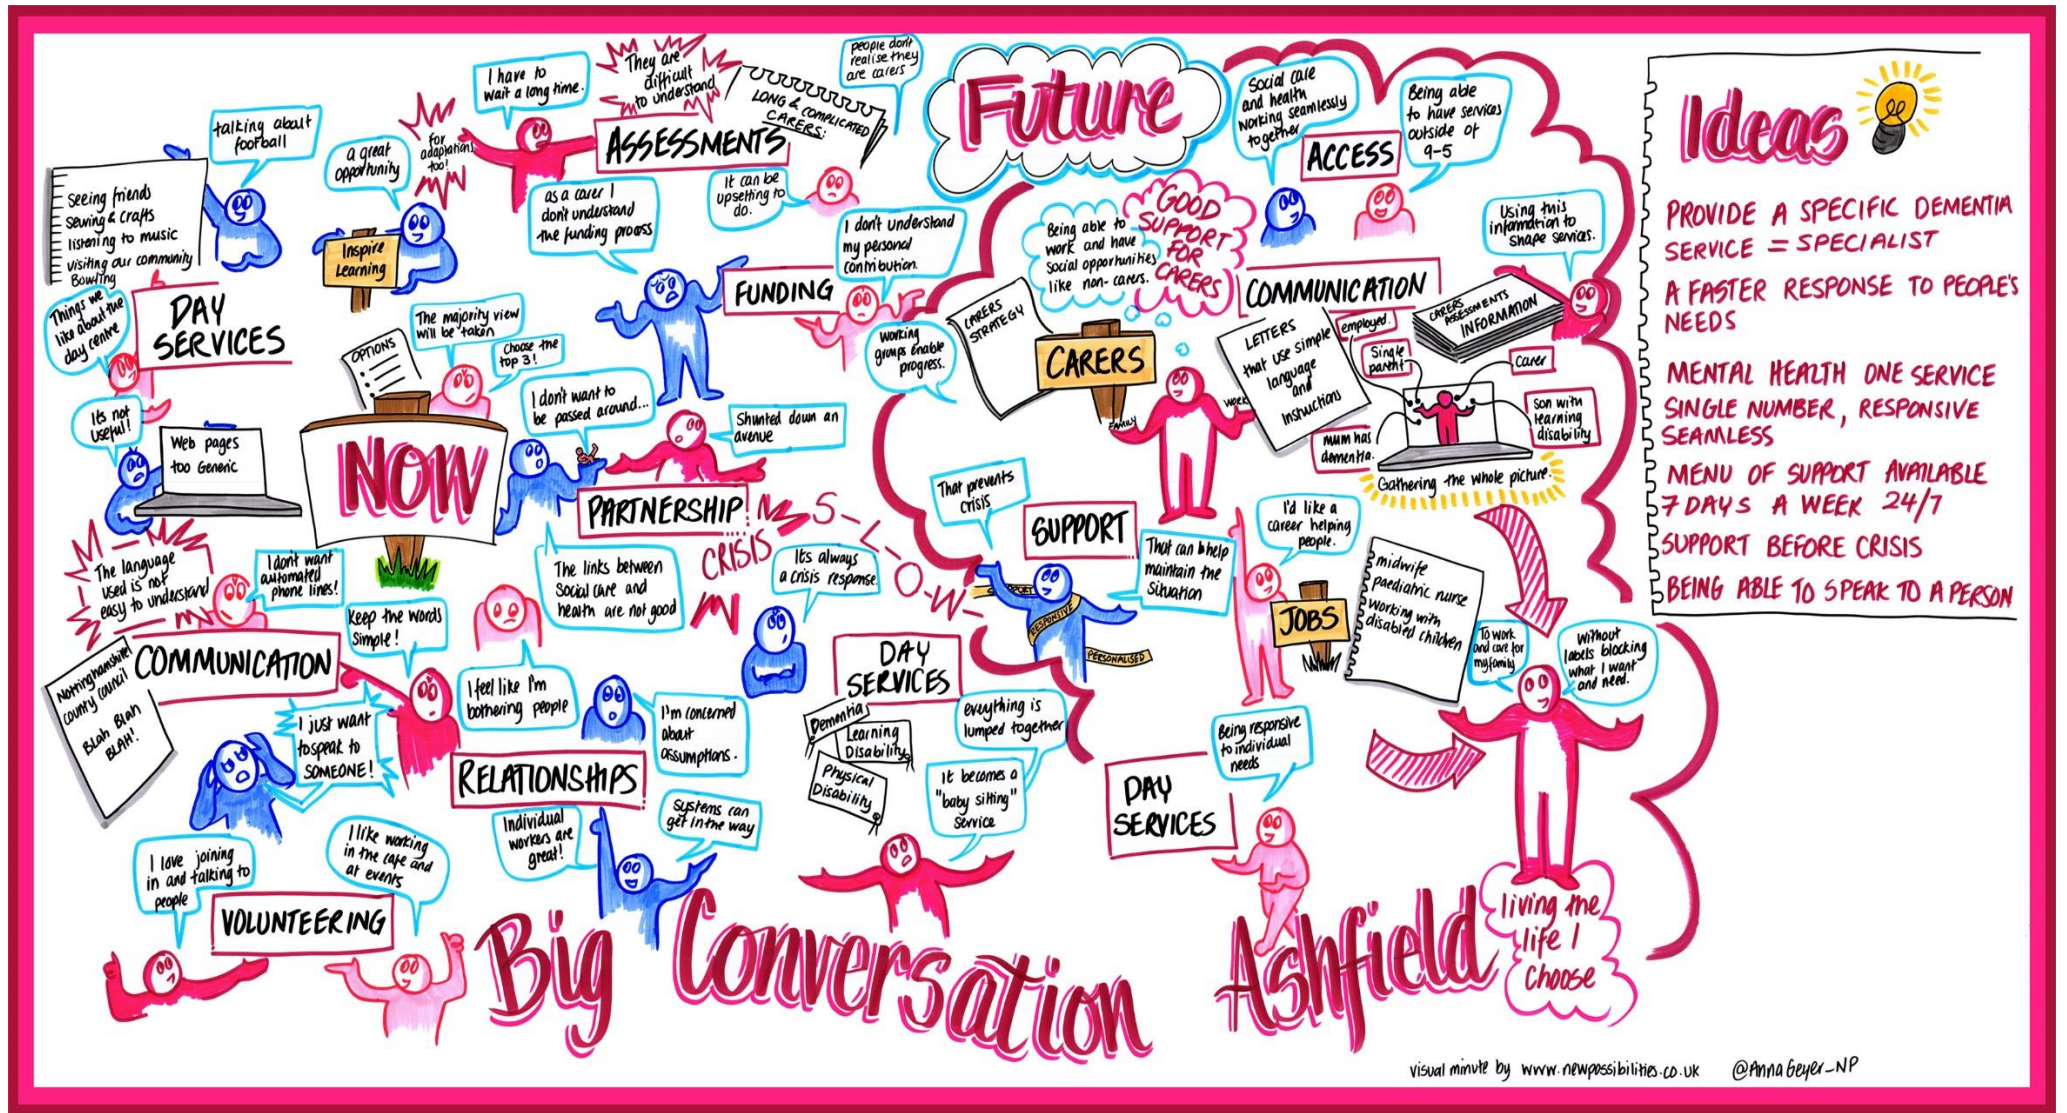 talking about
football
Seeing friends
Sewing & crafts
listening to music
visiting our community
Bowling
a great
opportunity
Inspire
Learning
for
adaptations
too!
I have to
wait a long time.
They are
difficult
to understand
LONG & COMPLICATED
CARERS:
people don't
realise they
are carers
ASSESSMENTS
It can be
upsetting to
do.
as a carer I
don't understand
the funding process
I don't understand
my personal
contribution.
FUNDING
Things we
like about the
day centre
DAY
SERVICES
It's not
useful!
Web pages
too Generic
OPTIONS
The majority view
will be taken
Choose the
top 3!
NOW
I don't want to
be passed around...
Shunted down an
avenue
PARTNERSHIP
The links between
Social care and
health are not good
CRISIS
S-L-O-W-
It's always
a crisis response
The language
used is not
easy to understand
I don't want
automated
phone lines!
Keep the words
Simple!
COMMUNICATION
Nottinghamshire
county council
BLah BLah
BLAH!
I just want
to speak to
SOMEONE!
I feel like I'm
bothering people
I'm concerned
about
assumptions.
RELATIONSHIPS
Individual
workers are
great!
systems can
get in the way
DAY
SERVICES
Dementia
Learning
Disability
Physical
Disability
everything is
lumped together
It becomes a
"baby sitting"
service
I love joining
in and talking to
people
I like working
in the cafe and
at events
VOLUNTEERING
Future
Social care
and health
working seamlessly
together
Being able
to have services
outside of
9-5
ACCESS
Being able to
work and have
Social opportunities
like non-carers.
GOOD
SUPPORT
FOR
CARERS
Working
groups enable
progress.
CARERS
STRATEGY
CARERS
FAMILY
WORK
COMMUNICATION
Using this
information to
shape services.
CARERS
ASSESSMENTS
INFORMATION
LETTERS
that use simple
language
and
Instructions
employed.
Single
parent
carer
son with
learning
disability
mum has
dementia.
Gathering the whole picture.
That prevents
crisis
SUPPORT
RESPONSIVE
PERSONALISED
That can help
maintain the
situation
I'd like a
career helping
people.
JOBS
midwife
paediatric nurse
working with
disabled children
To work
and care for
my family
Without
labels blocking
what I want
and need.
Being responsive
to individual
needs
DAY
SERVICES
living the
life I
choose
Ideas
PROVIDE A SPECIFIC DEMENTIA
SERVICE = SPECIALIST
A FASTER RESPONSE TO PEOPLE'S
NEEDS
MENTAL HEALTH ONE SERVICE
SINGLE NUMBER, RESPONSIVE
SEAMLESS
MENU OF SUPPORT AVAILABLE
7 DAYS A WEEK 24/7
SUPPORT BEFORE CRISIS
BEING ABLE TO SPEAK TO A PERSON
Big Conversation Ashfield
visual minute by www.newpossibilities.co.uk @AnnaGeyer_NP